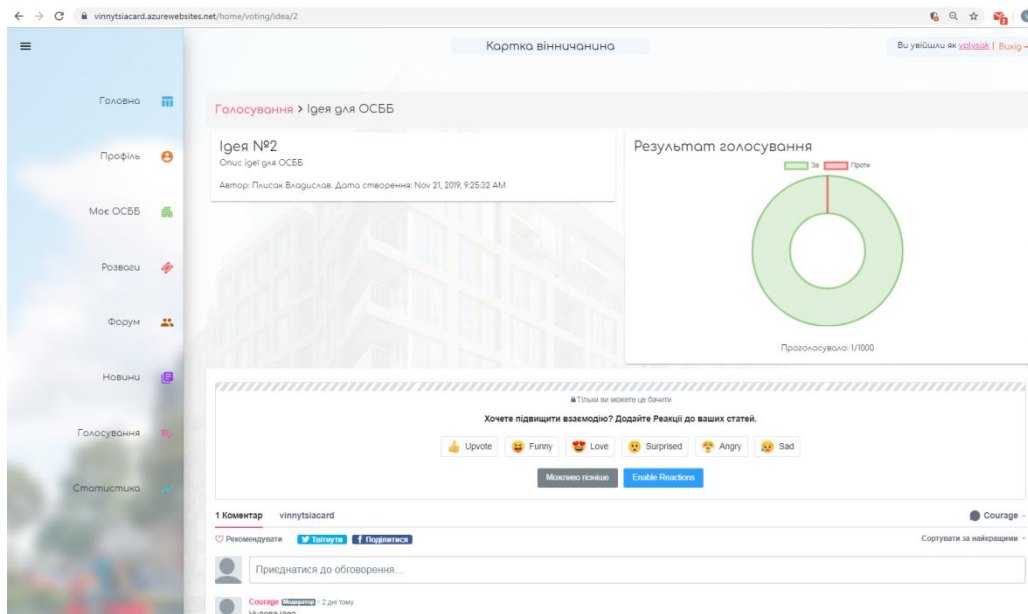 vinnytsiacard.azurewebsites.net/home/voting/idea/2
Картка вінничанина
Ви увійшли як vplysak | Вихід
Головна
Профіль
Моє ОСББ
Розваги
Форум
Новини
Голосування
Статистика
Голосування > Ідея для ОСББ
Ідея №2
Опис ідеї для ОСББ
Автор: Плисак Владислав. Дата створення: Nov 21, 2019, 9:25:32 AM
Результат голосування
За Проти
Проголосувало: 1/1000
Тільки ви можете це бачити
Хочете підвищити взаємодію? Додайте Реакції до ваших статей.
Upvote Funny Love Surprised Angry Sad
Можливо пізніше Enable Reactions
1 Коментар vinnytsiacard Courage
Рекомендувати Твітнути Поділитися Сортувати за найкращими
Приєднатися до обговорення...
Courage Модератор • 2 дні тому
Чудова ідея